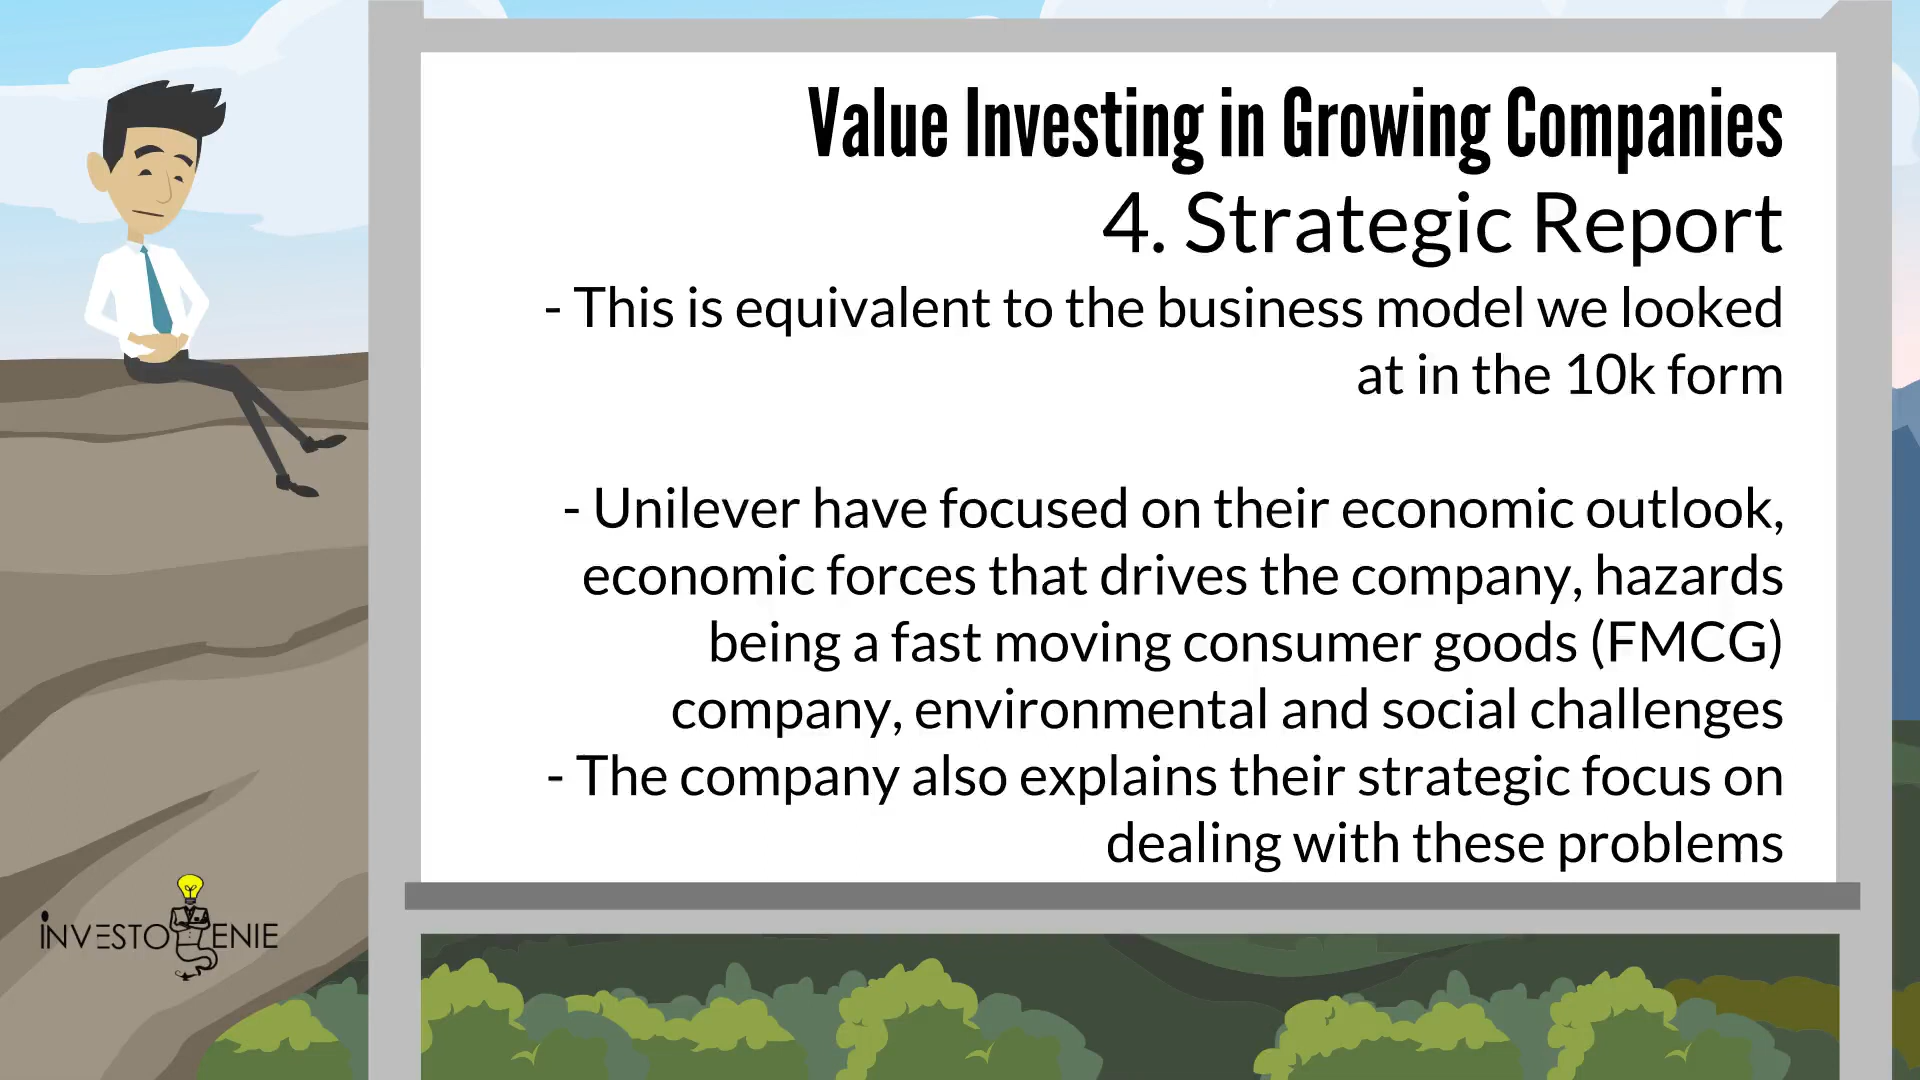 Value Investing in Growing Companies
4. Strategic Report
- This is equivalent to the business model we looked
at in the 10k form
- Unilever have focused on their economic outlook,
economic forces that drives the company, hazards
being a fast moving consumer goods (FMCG)
company, environmental and social challenges
- The company also explains their strategic focus on
dealing with these problems
INVESTOGENIE